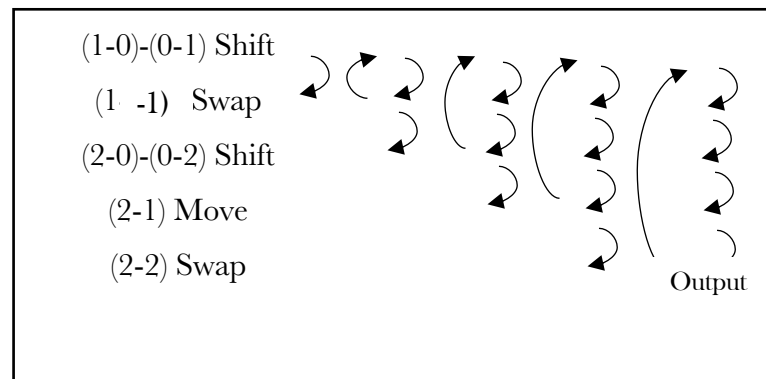 (1-0)-(0-1) Shift
(1 -1) Swap
(2-0)-(0-2) Shift
(2-1) Move
(2-2) Swap
Output